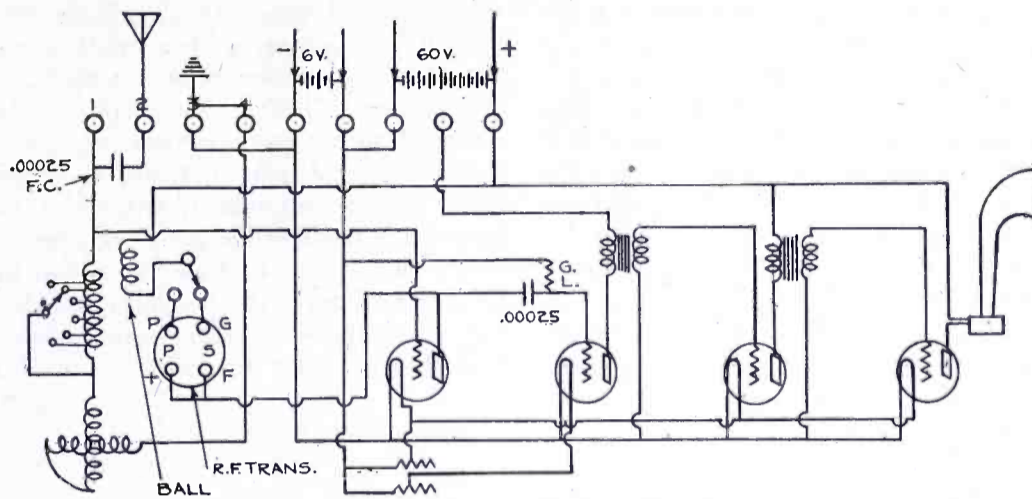 - 6V. 60V. +
1 2 3 4
.00025
F.C.
G.
L.
.00025
P G
P S
+ F
R.F. TRANS.
BALL